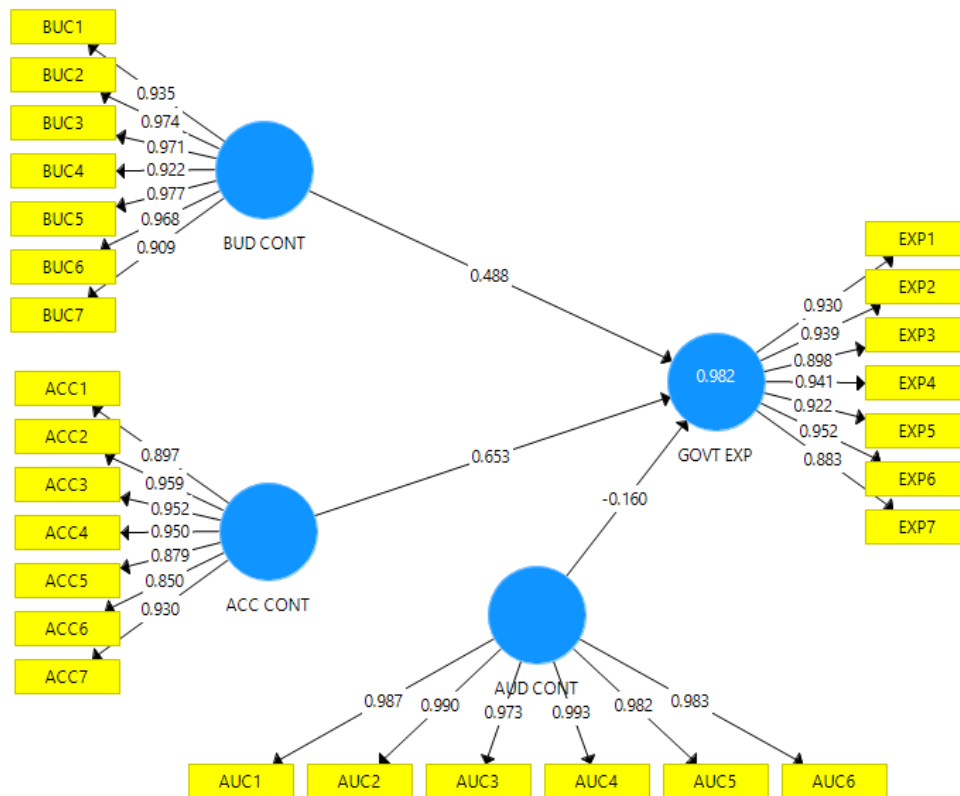 BUC1
BUC2
BUC3
BUC4
BUC5
BUC6
BUC7
0.935
0.974
0.971
0.922
0.977
0.968
0.909
BUD CONT
0.488
ACC1
ACC2
ACC3
ACC4
ACC5
ACC6
ACC7
0.897
0.959
0.952
0.950
0.879
0.850
0.930
ACC CONT
0.653
-0.160
0.982
GOVT EXP
0.930
0.939
0.898
0.941
0.922
0.952
0.883
EXP1
EXP2
EXP3
EXP4
EXP5
EXP6
EXP7
AUD CONT
0.987
0.990
0.973
0.993
0.982
0.983
AUC1
AUC2
AUC3
AUC4
AUC5
AUC6